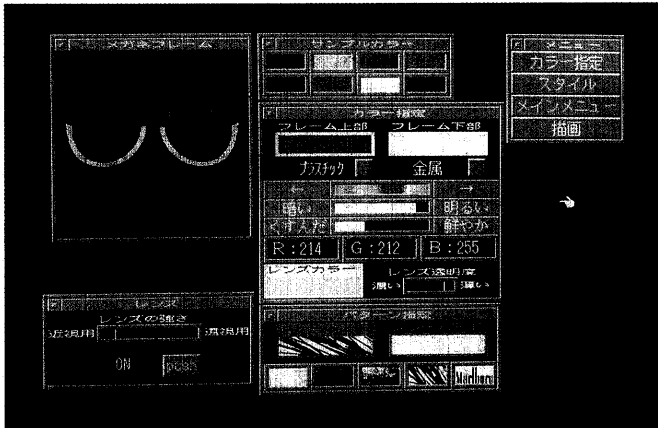 メガネフレーム
サンプルカラー
メニュー
カラー指定
スタイル
メインメニュー
描画
カラー指定
フレーム上部 フレーム下部
プラスチック 金属
← →
暗い 明るい
くすんだ 鮮やか
R:214 G:212 B:255
レンズカラー レンズ透明度
濃い 薄い
レンズ
レンズの強さ
近視用 遠視用
ON push
パターン指定
Marlboro